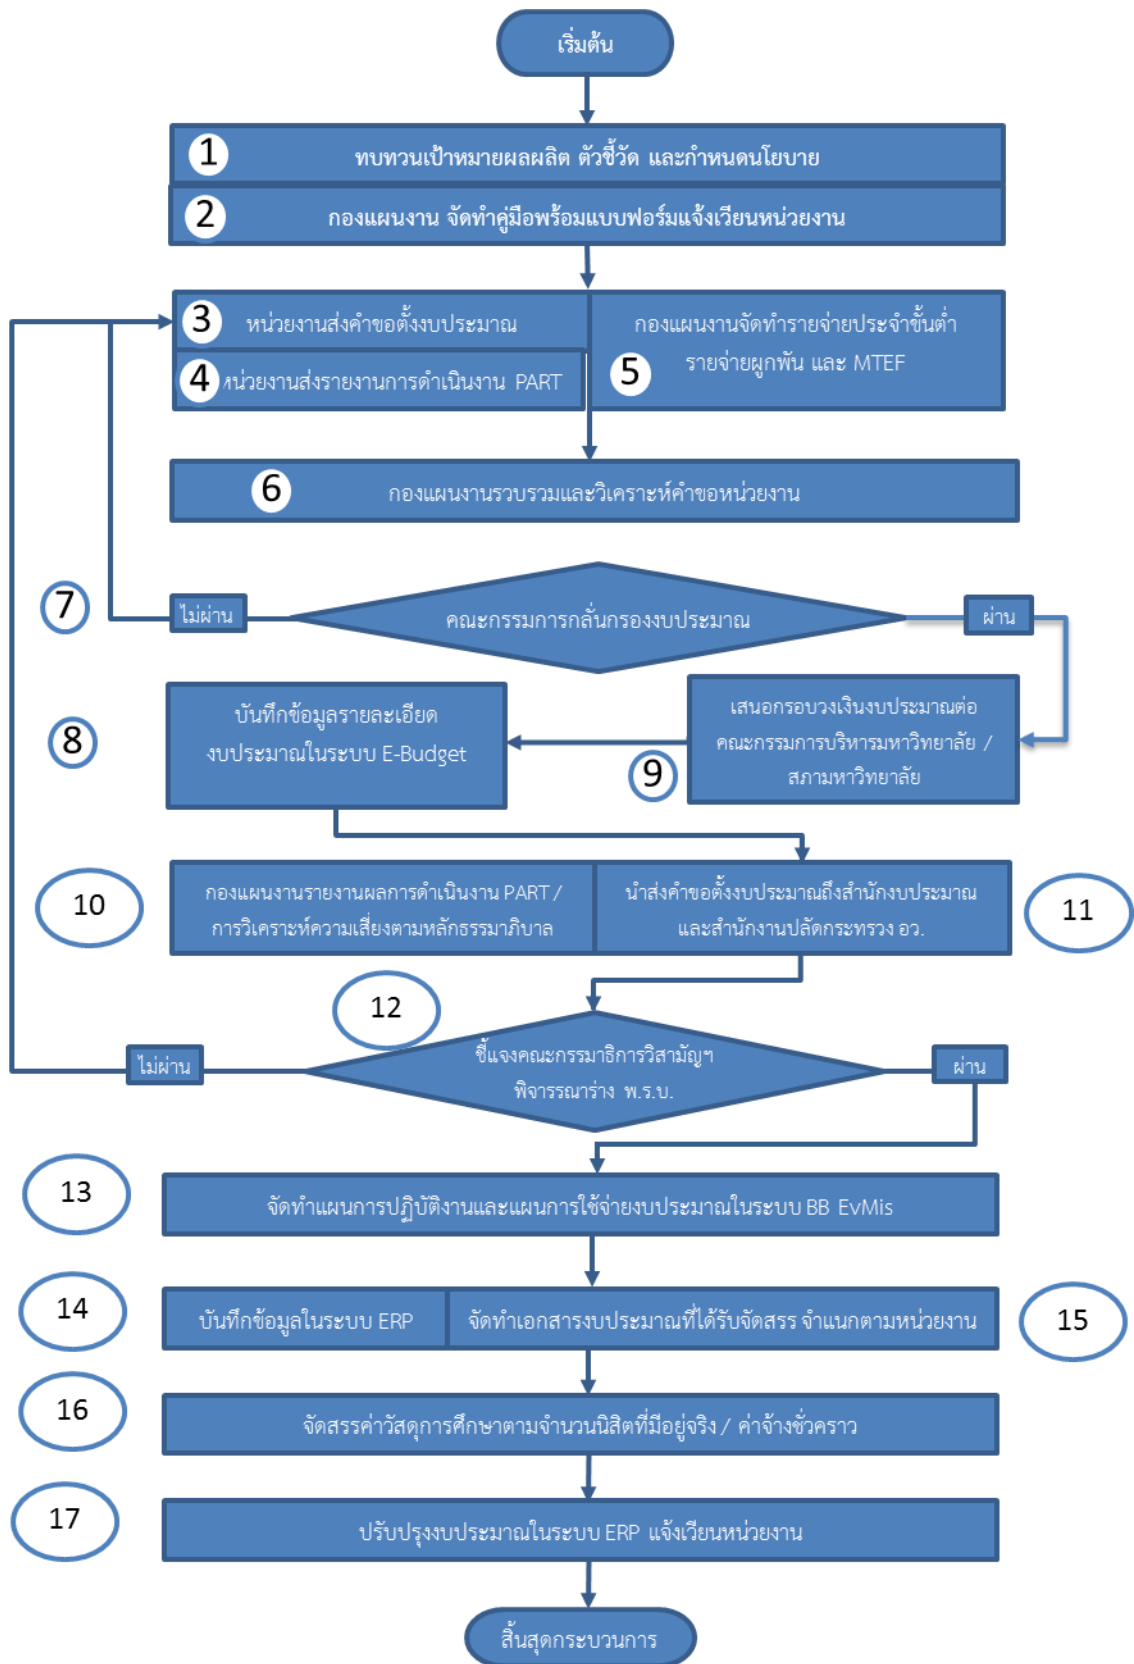 เริ่มต้น
1 ทบทวนเป้าหมายผลผลิต ตัวชี้วัด และกำหนดนโยบาย
2 กองแผนงาน จัดทำคู่มือพร้อมแบบฟอร์มแจ้งเวียนหน่วยงาน
3 หน่วยงานส่งคำขอตั้งงบประมาณ
4 หน่วยงานส่งรายงานการดำเนินงาน PART
กองแผนงานจัดทำรายจ่ายประจำขั้นต่ำ
5 รายจ่ายผูกพัน และ MTEF
6 กองแผนงานรวบรวมและวิเคราะห์คำขอหน่วยงาน
7
ไม่ผ่าน
คณะกรรมการกลั่นกรองงบประมาณ
ผ่าน
8
บันทึกข้อมูลรายละเอียด
งบประมาณในระบบ E-Budget
9
เสนอกรอบวงเงินงบประมาณต่อ
คณะกรรมการบริหารมหาวิทยาลัย /
สภามหาวิทยาลัย
10
กองแผนงานรายงานผลการดำเนินงาน PART /
การวิเคราะห์ความเสี่ยงตามหลักธรรมาภิบาล
นำส่งคำขอตั้งงบประมาณถึงสำนักงบประมาณ
และสำนักงานปลัดกระทรวง อว.
11
12
ไม่ผ่าน
ชี้แจงคณะกรรมาธิการวิสามัญฯ
พิจารรณาร่าง พ.ร.บ.
ผ่าน
13
จัดทำแผนการปฏิบัติงานและแผนการใช้จ่ายงบประมาณในระบบ BB EvMis
14
บันทึกข้อมูลในระบบ ERP
จัดทำเอกสารงบประมาณที่ได้รับจัดสรร จำแนกตามหน่วยงาน
15
16
จัดสรรค่าวัสดุการศึกษาตามจำนวนนิสิตที่มีอยู่จริง / ค่าจ้างชั่วคราว
17
ปรับปรุงงบประมาณในระบบ ERP แจ้งเวียนหน่วยงาน
สิ้นสุดกระบวนการ